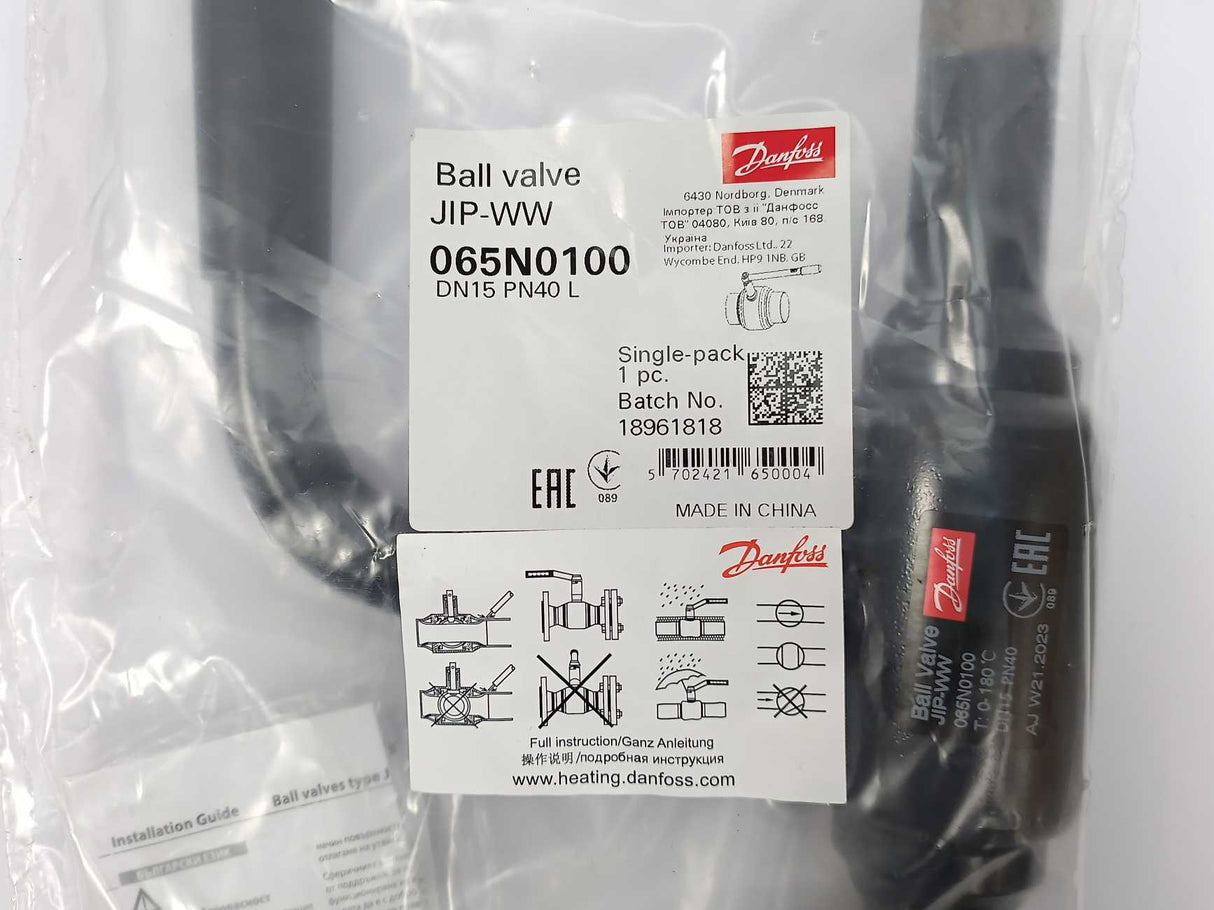 Ball valve
JIP-WW
065N0100
DN15 PN40 L
Danfoss
6430 Nordborg, Denmark
Імпортер ТОВ з іі "Данфосс
ТОВ" 04080, Київ 80, п/с 168
Україна
Importer: Danfoss Ltd., 22
Wycombe End, HP9 1NB, GB
Single-pack
1 pc.
Batch No.
18961818
EAC
089
5 702421 650004
MADE IN CHINA
Danfoss
Full instruction/Ganz Anleitung
操作说明/подробная инструкция
www.heating.danfoss.com
Danfoss
EAC
089
Ball Valve
JIP-WW
065N0100
T: 0-180°C
DN15 PN40
AJ W21.2023
Installation Guide
Ball valves type J
БЪЛГАРСКИ ЕЗИК